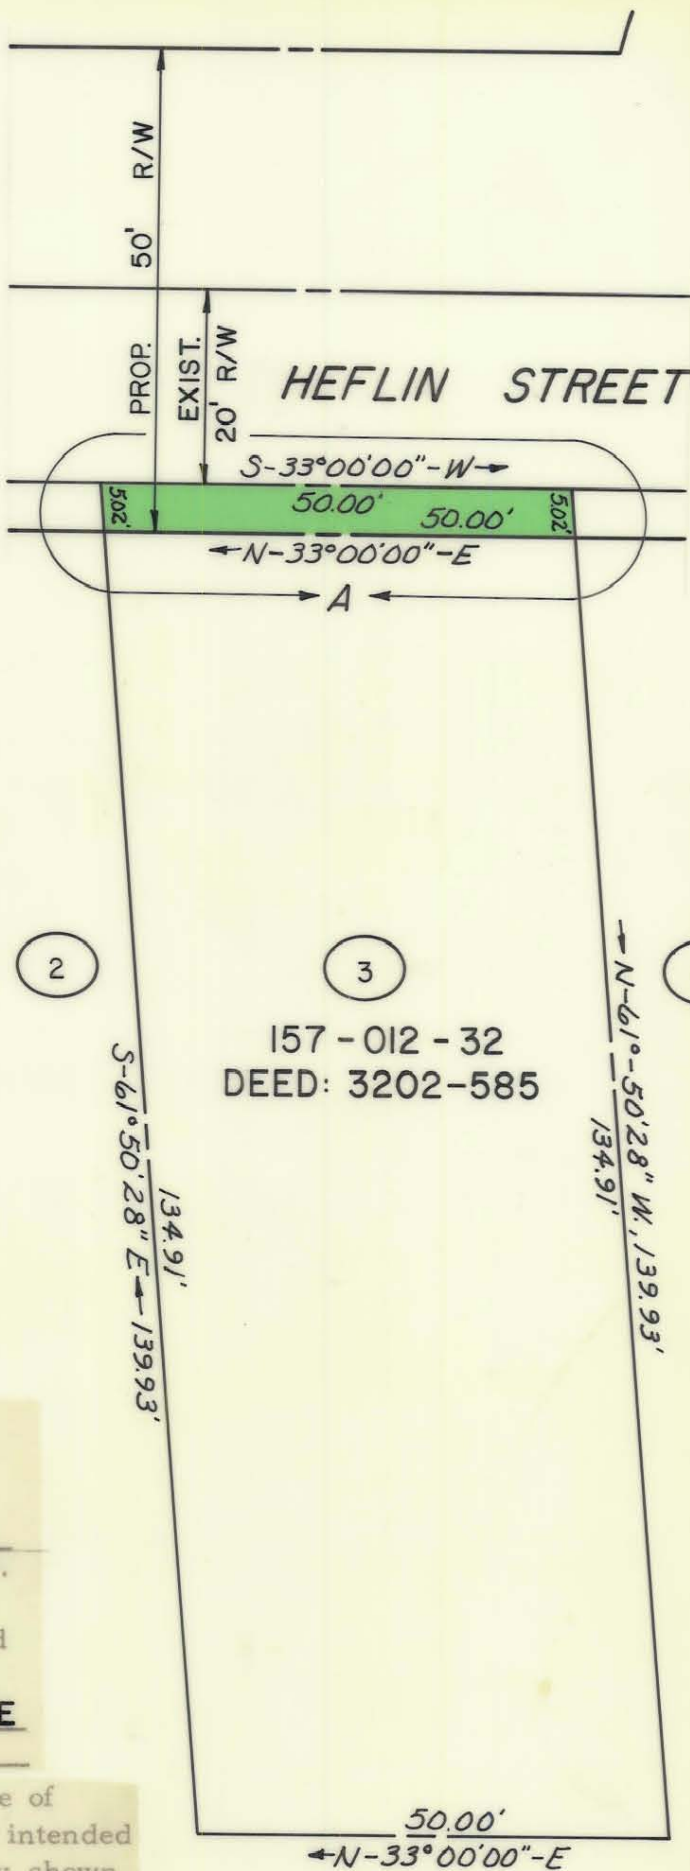 50' R/W
PROP.
EXIST.
20' R/W
HEFLIN STREET
S-33°00'00"-W
50.00'
50.00'
5.02'
5.02'
N-33°00'00"-E
A
2
3
157-012-32
DEED: 3202-585
S-61°50'28" E 139.93'
134.91'
N-61°-50'28" W, 139.93'
134.91'
50.00'
N-33°00'00"-E
E
e of
intended
shown